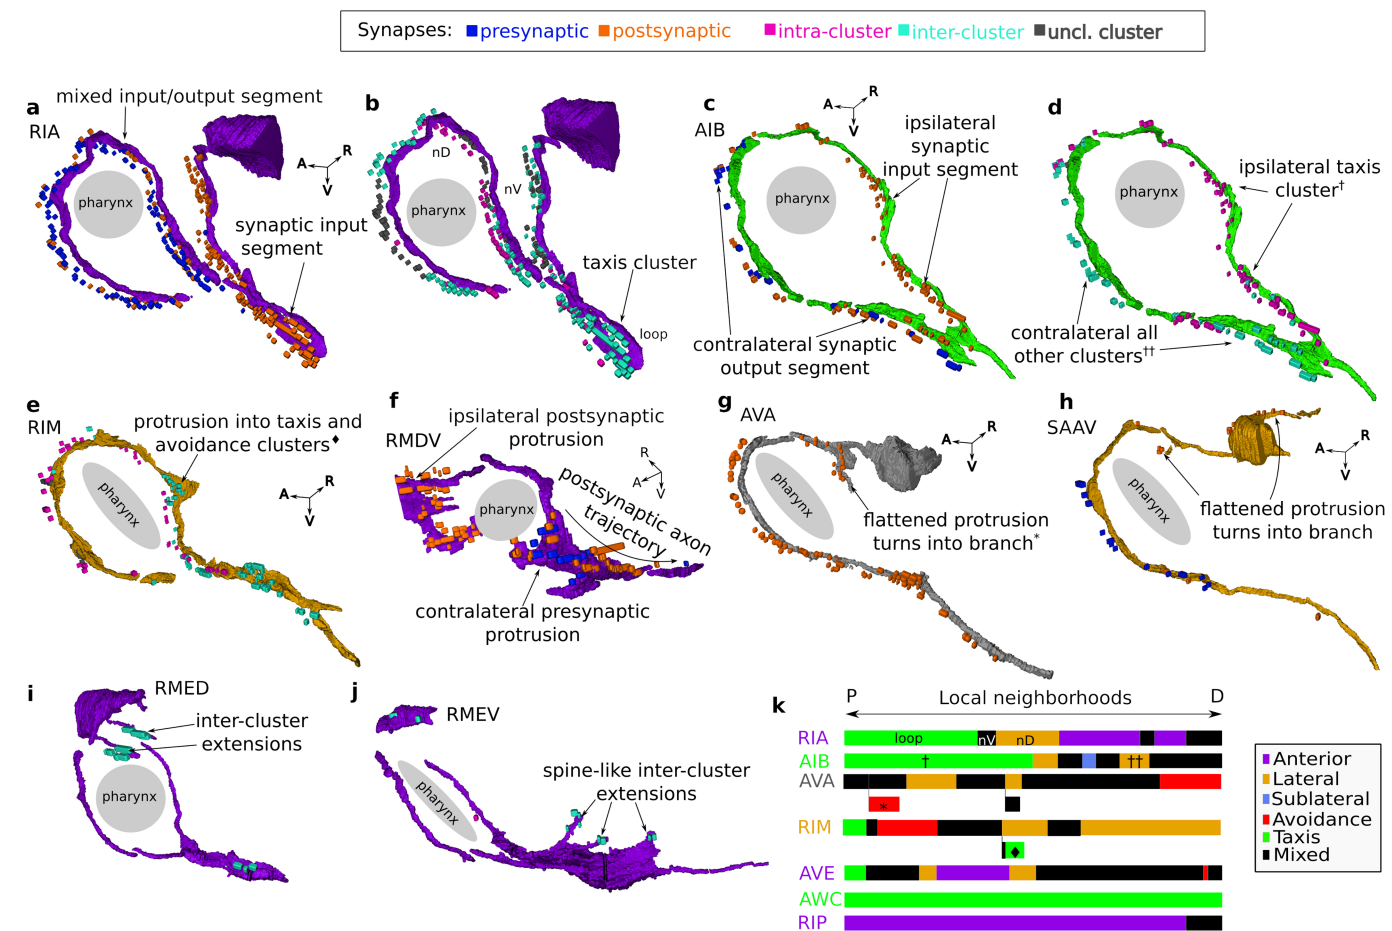 Synapses: presynaptic postsynaptic intra-cluster inter-cluster uncl. cluster
a
mixed input/output segment
RIA
pharynx
A R
V
synaptic input
segment
b
nD
nV
pharynx
taxis cluster
loop
c
AIB
A R
V
ipsilateral
synaptic
input segment
pharynx
contralateral synaptic
output segment
d
pharynx
ipsilateral taxis
cluster†
contralateral all
other clusters††
e
RIM
protrusion into taxis and
avoidance clusters♦
pharynx
A R
V
f
RMDV
ipsilateral postsynaptic
protrusion
R
A
V
pharynx
postsynaptic axon
trajectory
contralateral presynaptic
protrusion
g
AVA
A R
V
pharynx
flattened protrusion
turns into branch*
h
SAAV
A R
V
pharynx
flattened protrusion
turns into branch
i
RMED
inter-cluster
extensions
pharynx
j
RMEV
pharynx
spine-like inter-cluster
extensions
k
P Local neighborhoods D
RIA loop nV nD
AIB † ††
AVA
*
RIM
♦
AVE
AWC
RIP
Anterior
Lateral
Sublateral
Avoidance
Taxis
Mixed